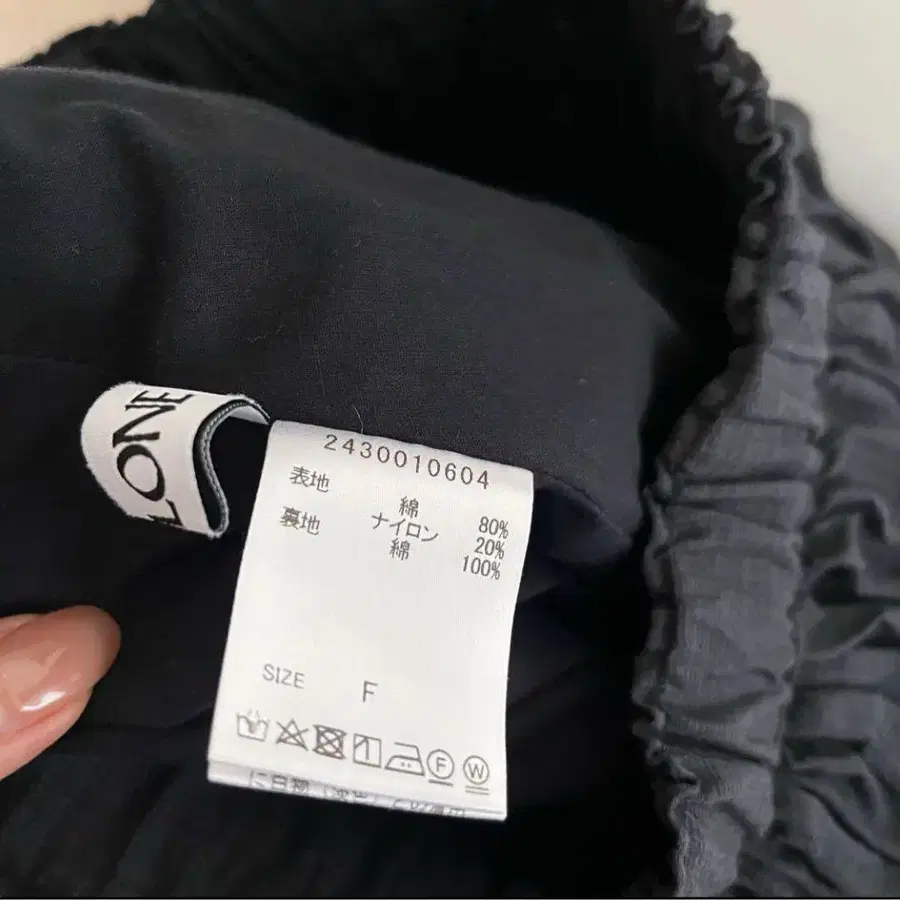 LONE
2430010604
表地 綿 80%
ナイロン 20%
裏地 綿 100%
SIZE F
F W